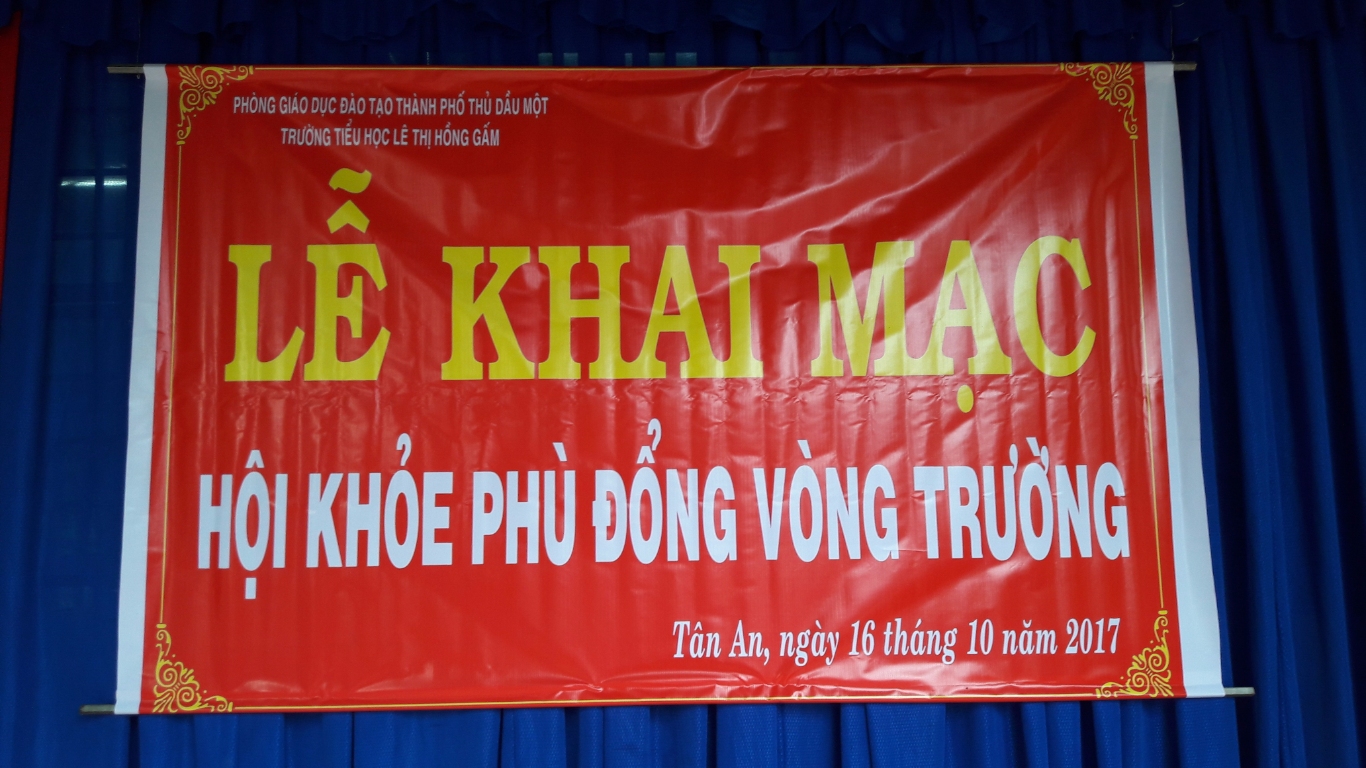 PHÒNG GIÁO DỤC ĐÀO TẠO THÀNH PHỐ THỦ DẦU MỘT
TRƯỜNG TIỂU HỌC LÊ THỊ HỒNG GẤM
LỄ KHAI MẠC
HỘI KHỎE PHÙ ĐỔNG VÒNG TRƯỜNG
Tân An, ngày 16 tháng 10 năm 2017